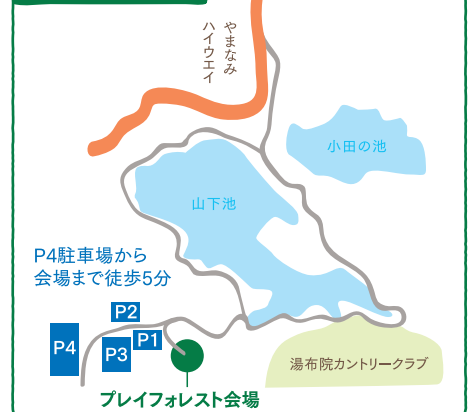 やまなみ
ハイウエイ
小田の池
山下池
P4駐車場から
会場まで徒歩5分
P2
P1
P4
P3
湯布院カントリークラブ
プレイフォレスト会場